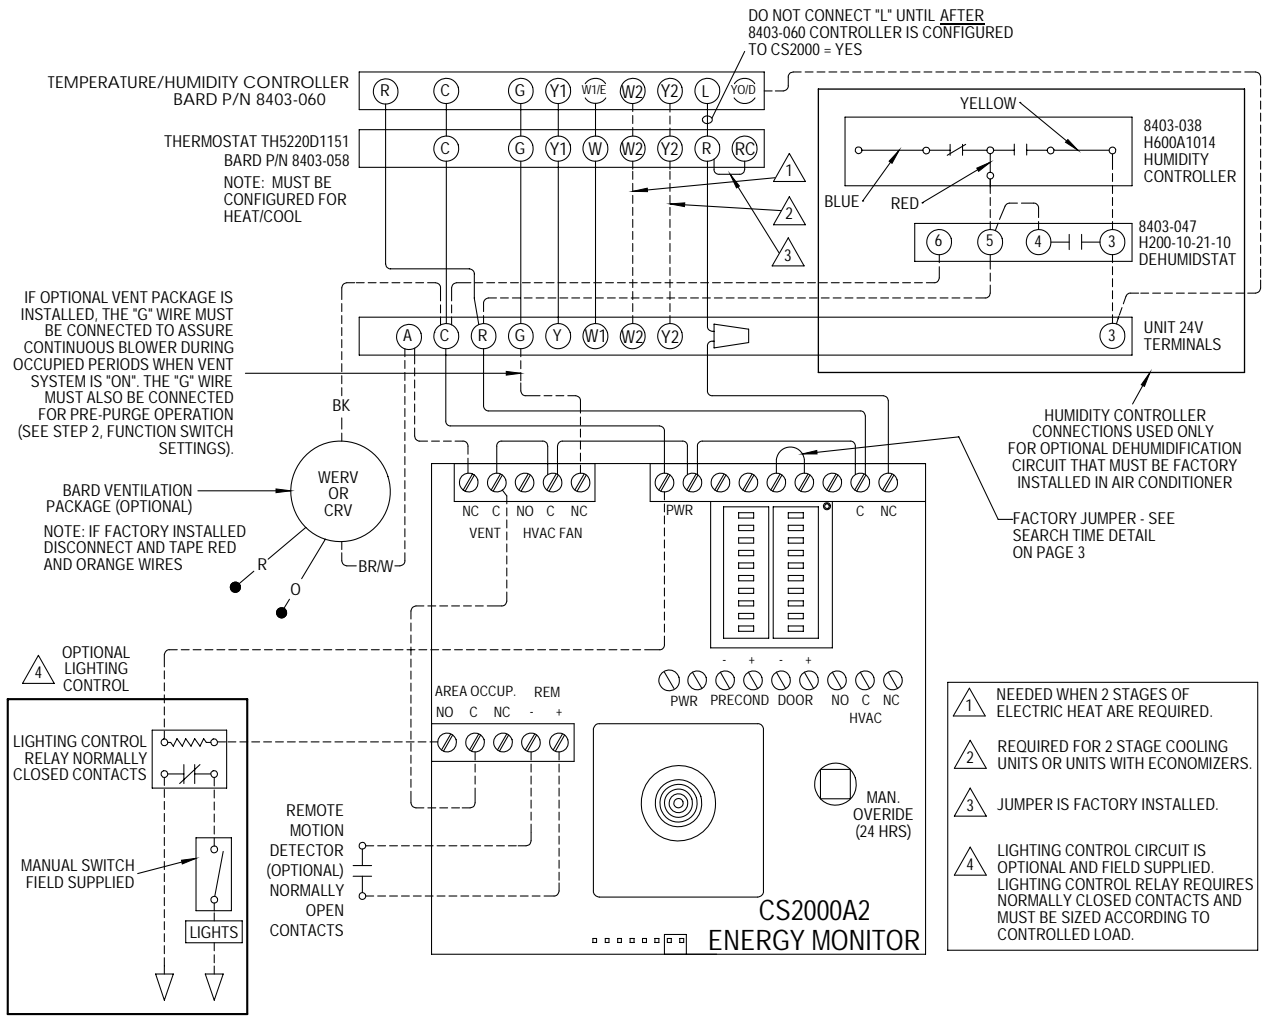 DO NOT CONNECT "L" UNTIL AFTER
8403-060 CONTROLLER IS CONFIGURED
TO CS2000 = YES
TEMPERATURE/HUMIDITY CONTROLLER
BARD P/N 8403-060
R C G Y1 W1/E W2 Y2 L YO/D
THERMOSTAT TH5220D1151
BARD P/N 8403-058
C G Y1 W W2 Y2 R RC
NOTE: MUST BE
CONFIGURED FOR
HEAT/COOL
1
2
3
YELLOW
BLUE
RED
8403-038
H600A1014
HUMIDITY
CONTROLLER
6 5 4 3
8403-047
H200-10-21-10
DEHUMIDSTAT
IF OPTIONAL VENT PACKAGE IS
INSTALLED, THE "G" WIRE MUST
BE CONNECTED TO ASSURE
CONTINUOUS BLOWER DURING
OCCUPIED PERIODS WHEN VENT
SYSTEM IS "ON". THE "G" WIRE
MUST ALSO BE CONNECTED
FOR PRE-PURGE OPERATION
(SEE STEP 2, FUNCTION SWITCH
SETTINGS).
A C R G Y W1 W2 Y2 3
UNIT 24V
TERMINALS
HUMIDITY CONTROLLER
CONNECTIONS USED ONLY
FOR OPTIONAL DEHUMIDIFICATION
CIRCUIT THAT MUST BE FACTORY
INSTALLED IN AIR CONDITIONER
BK
WERV
OR
CRV
BARD VENTILATION
PACKAGE (OPTIONAL)
NOTE: IF FACTORY INSTALLED
DISCONNECT AND TAPE RED
AND ORANGE WIRES
R
O
BR/W
NC C NO C NC
VENT HVAC FAN
PWR C NC
FACTORY JUMPER - SEE
SEARCH TIME DETAIL
ON PAGE 3
4
OPTIONAL
LIGHTING
CONTROL
- + - +
PWR PRECOND DOOR NO C NC
HVAC
AREA OCCUP. REM
NO C NC - +
LIGHTING CONTROL
RELAY NORMALLY
CLOSED CONTACTS
MANUAL SWITCH
FIELD SUPPLIED
LIGHTS
REMOTE
MOTION
DETECTOR
(OPTIONAL)
NORMALLY
OPEN
CONTACTS
MAN.
OVERIDE
(24 HRS)
CS2000A2
ENERGY MONITOR
1 NEEDED WHEN 2 STAGES OF
ELECTRIC HEAT ARE REQUIRED.
2 REQUIRED FOR 2 STAGE COOLING
UNITS OR UNITS WITH ECONOMIZERS.
3 JUMPER IS FACTORY INSTALLED.
4 LIGHTING CONTROL CIRCUIT IS
OPTIONAL AND FIELD SUPPLIED.
LIGHTING CONTROL RELAY REQUIRES
NORMALLY CLOSED CONTACTS AND
MUST BE SIZED ACCORDING TO
CONTROLLED LOAD.